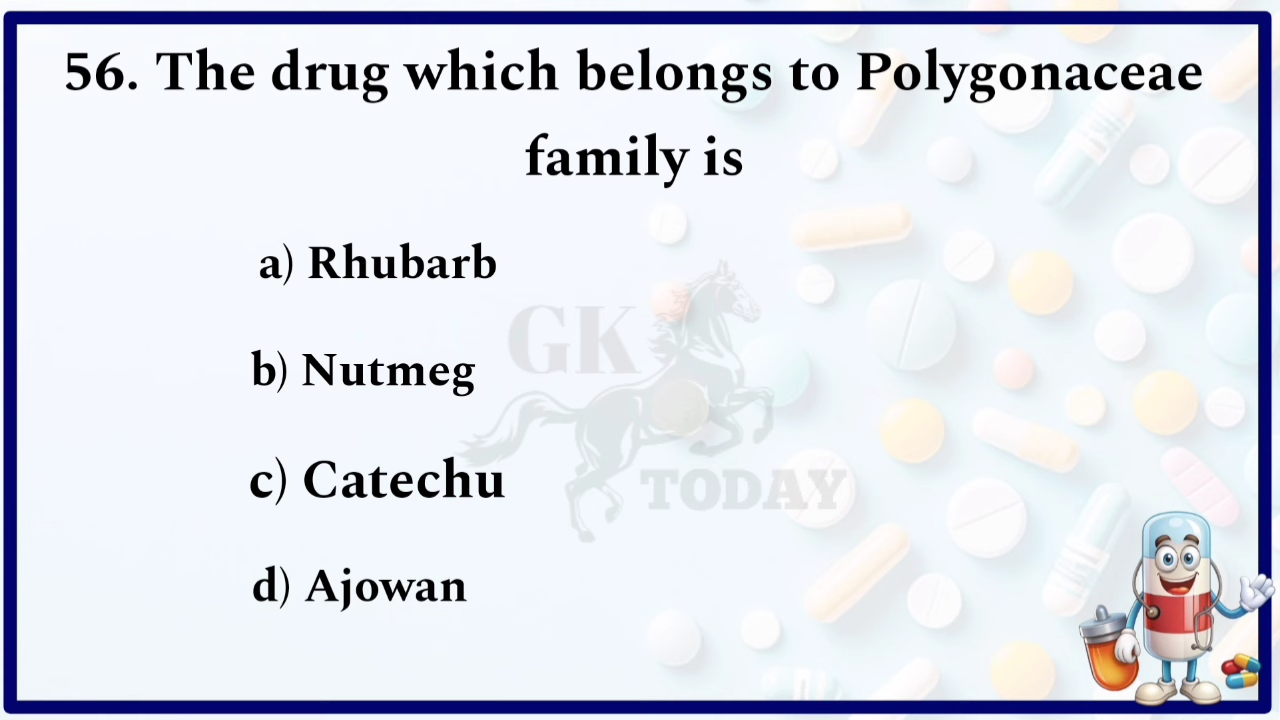 56. The drug which belongs to Polygonaceae
family is
a) Rhubarb
b) Nutmeg
c) Catechu
d) Ajowan
GK
TODAY